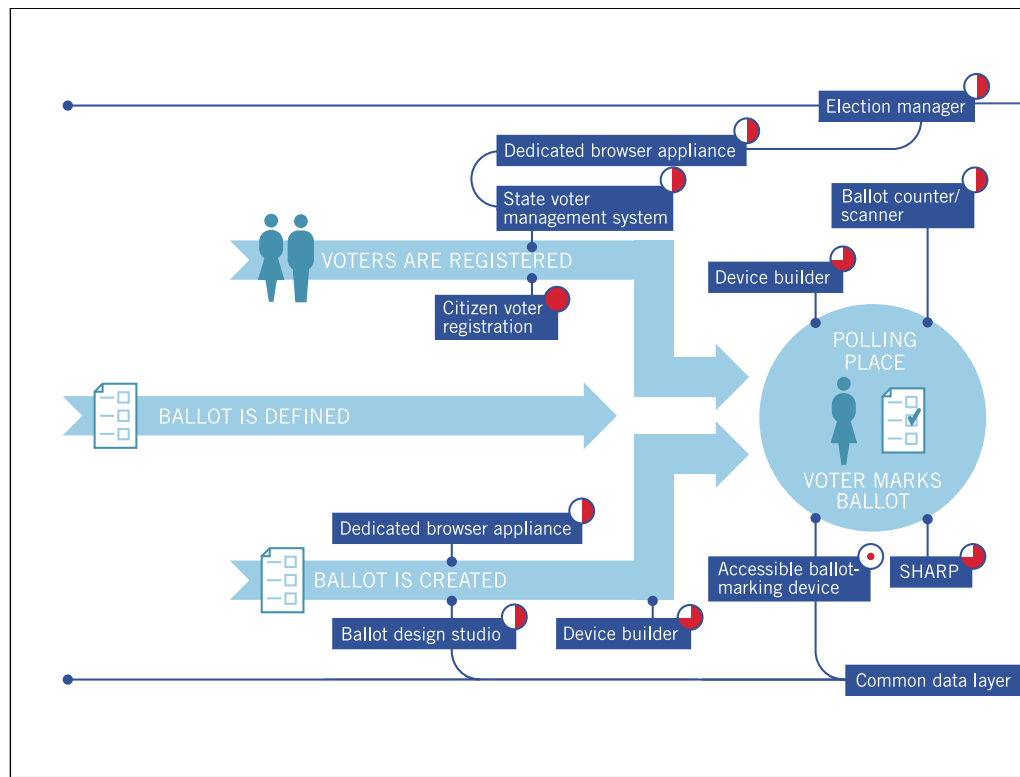 Election manager
Dedicated browser appliance
State voter
management system
Ballot counter/
scanner
VOTERS ARE REGISTERED
Device builder
Citizen voter
registration
POLLING
PLACE
BALLOT IS DEFINED
VOTER MARKS
BALLOT
Dedicated browser appliance
BALLOT IS CREATED
Accessible ballot-
marking device
SHARP
Ballot design studio
Device builder
Common data layer